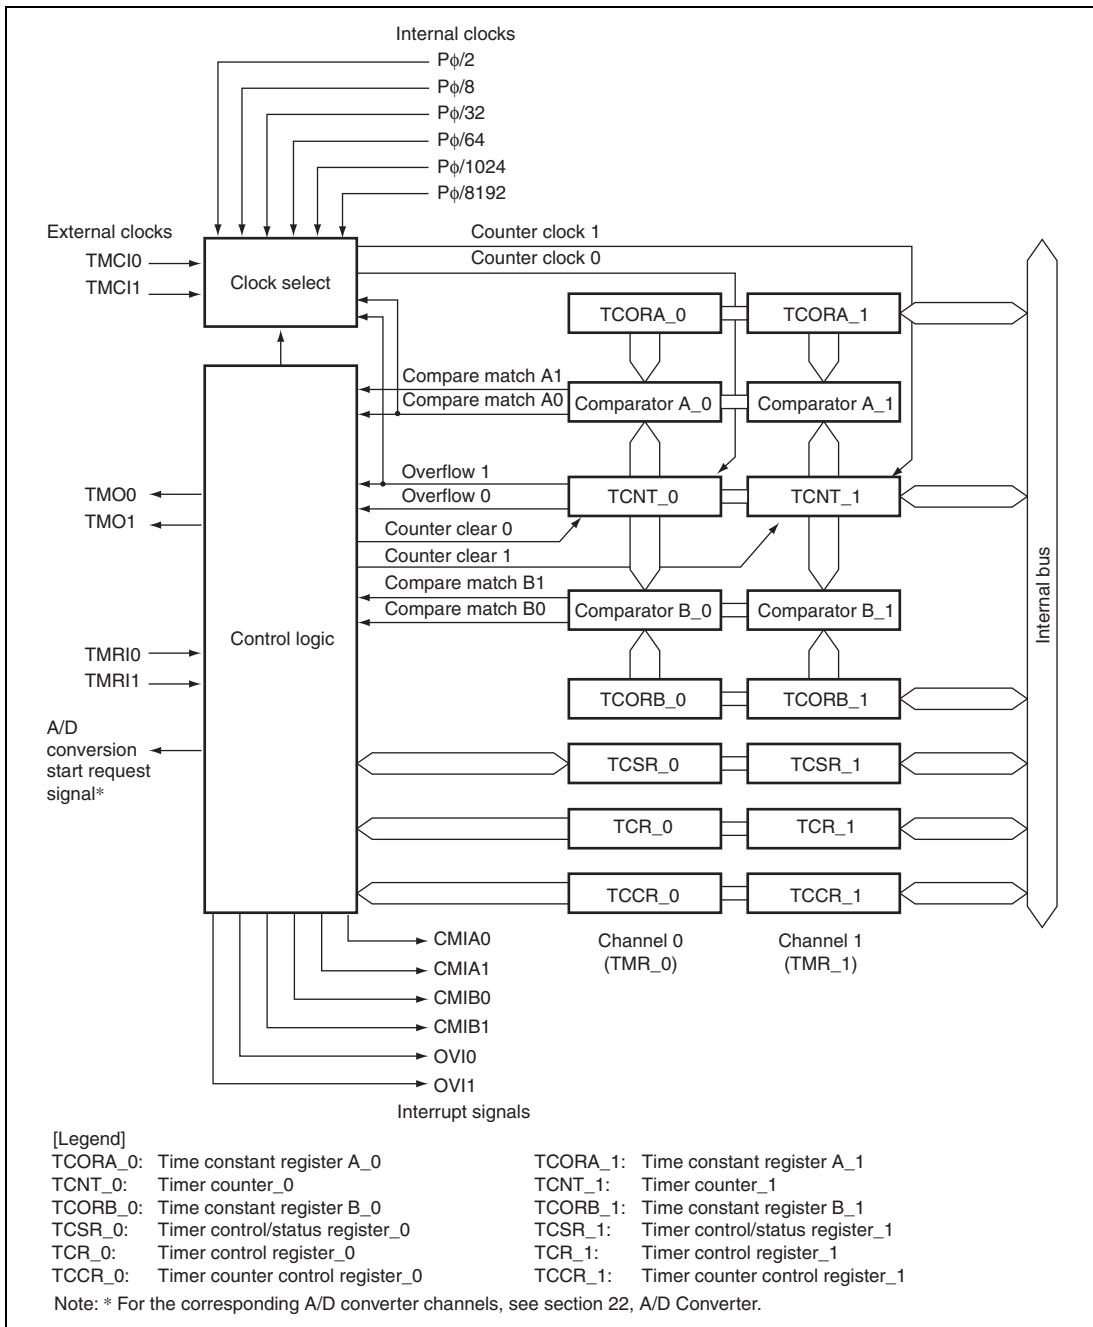 Internal clocks
Pϕ/2
Pϕ/8
Pϕ/32
Pϕ/64
Pϕ/1024
Pϕ/8192
External clocks
TMCI0
TMCI1
Clock select
Counter clock 1
Counter clock 0
TCORA_0
TCORA_1
Compare match A1
Compare match A0
Comparator A_0
Comparator A_1
TMO0
TMO1
Overflow 1
Overflow 0
TCNT_0
TCNT_1
Counter clear 0
Counter clear 1
Compare match B1
Compare match B0
Comparator B_0
Comparator B_1
Control logic
Internal bus
TMRI0
TMRI1
TCORB_0
TCORB_1
A/D
conversion
start request
signal*
TCSR_0
TCSR_1
TCR_0
TCR_1
TCCR_0
TCCR_1
CMIA0
CMIA1
CMIB0
CMIB1
OVI0
OVI1
Interrupt signals
Channel 0
(TMR_0)
Channel 1
(TMR_1)
[Legend]
TCORA_0: Time constant register A_0
TCORA_1: Time constant register A_1
TCNT_0: Timer counter_0
TCNT_1: Timer counter_1
TCORB_0: Time constant register B_0
TCORB_1: Time constant register B_1
TCSR_0: Timer control/status register_0
TCSR_1: Timer control/status register_1
TCR_0: Timer control register_0
TCR_1: Timer control register_1
TCCR_0: Timer counter control register_0
TCCR_1: Timer counter control register_1
Note: * For the corresponding A/D converter channels, see section 22, A/D Converter.